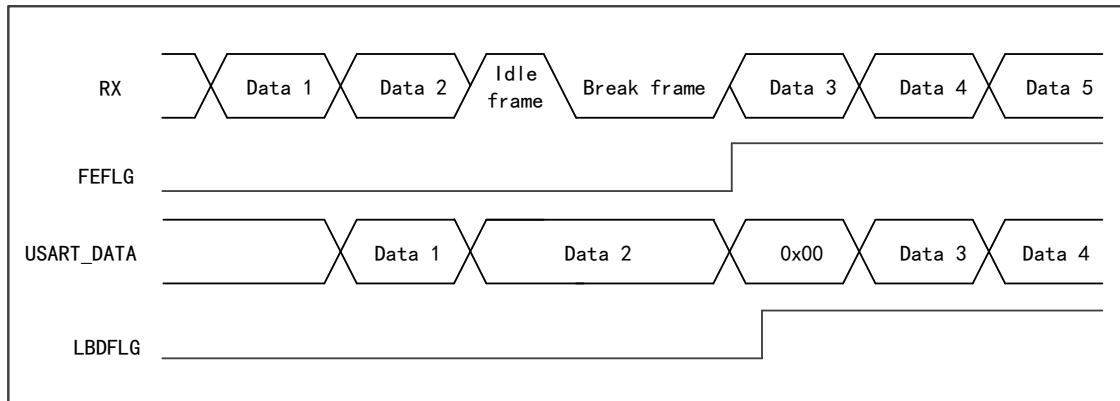 RX
Data 1
Data 2
Idle
frame
Break frame
Data 3
Data 4
Data 5
FEFLG
USART_DATA
Data 1
Data 2
0x00
Data 3
Data 4
LBDFLG